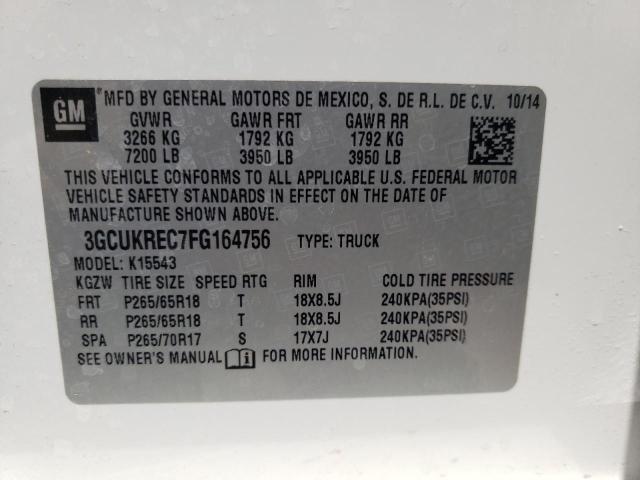 GM
MFD BY GENERAL MOTORS DE MEXICO, S. DE R.L. DE C.V. 10/14
GVWR GAWR FRT GAWR RR
3266 KG 1792 KG 1792 KG
7200 LB 3950 LB 3950 LB
THIS VEHICLE CONFORMS TO ALL APPLICABLE U.S. FEDERAL MOTOR
VEHICLE SAFETY STANDARDS IN EFFECT ON THE DATE OF
MANUFACTURE SHOWN ABOVE.
3GCUKREC7FG164756 TYPE: TRUCK
MODEL: K15543
KGZW TIRE SIZE SPEED RTG RIM COLD TIRE PRESSURE
FRT P265/65R18 T 18X8.5J 240KPA(35PSI)
RR P265/65R18 T 18X8.5J 240KPA(35PSI)
SPA P265/70R17 S 17X7J 240KPA(35PSI)
SEE OWNER'S MANUAL FOR MORE INFORMATION.